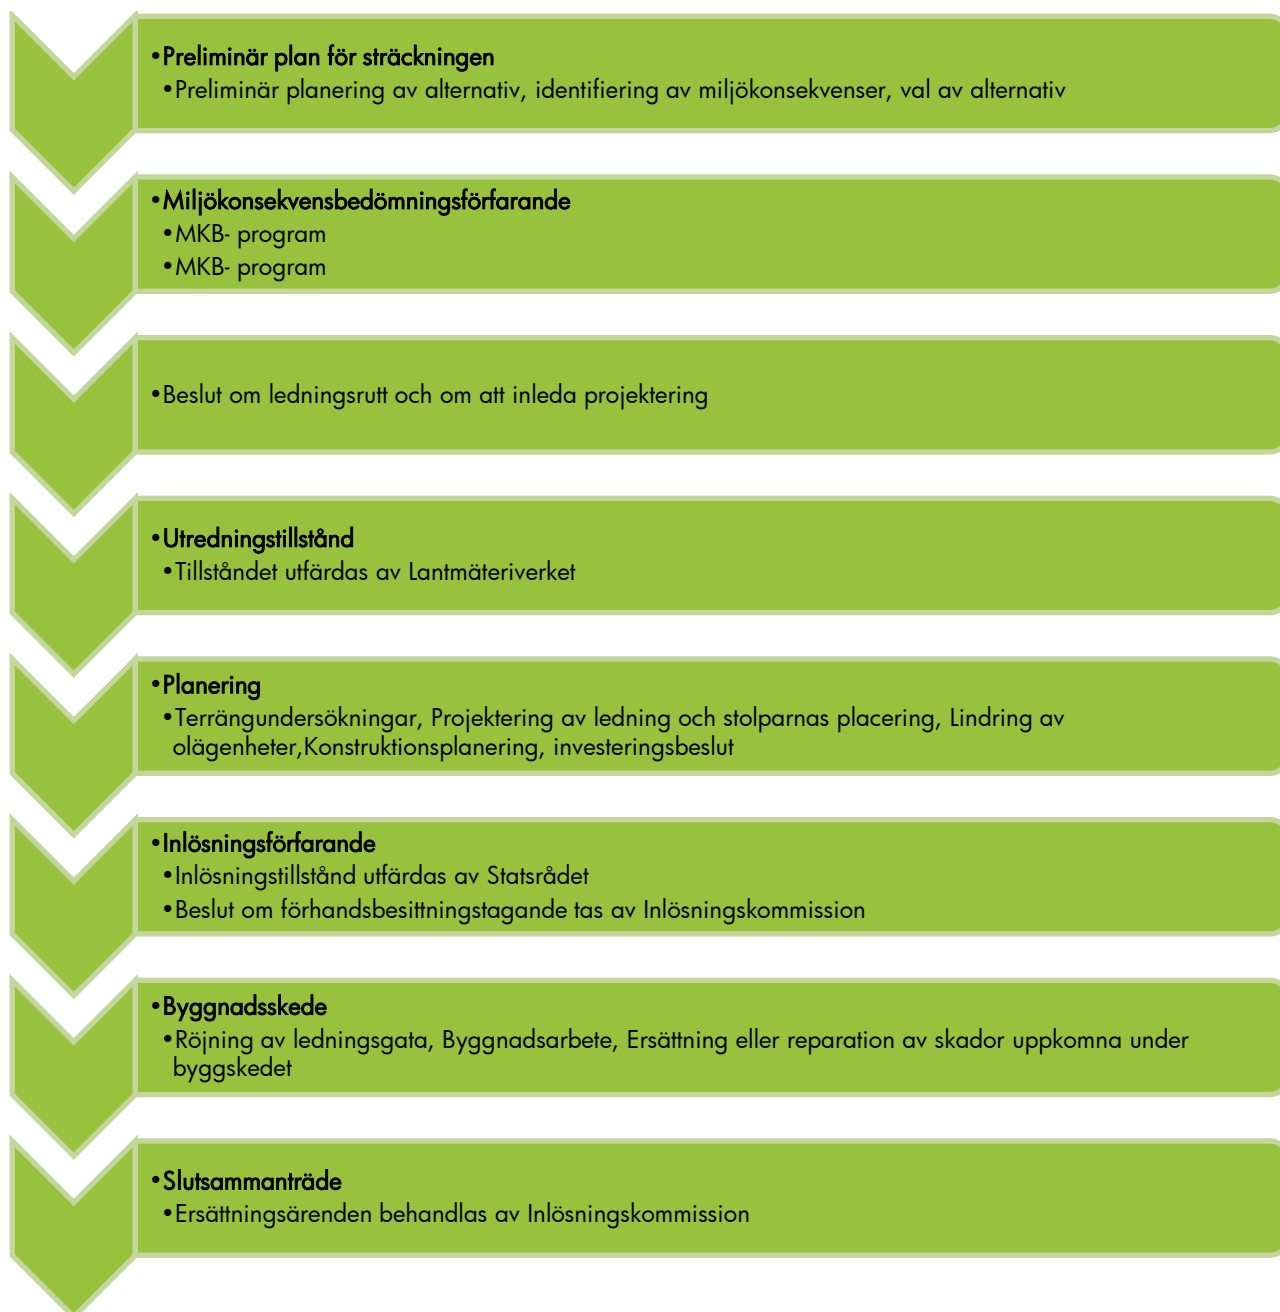 •Preliminär plan för sträckningen
•Preliminär planering av alternativ, identifiering av miljökonsekvenser, val av alternativ
•Miljökonsekvensbedömningsförfarande
•MKB- program
•MKB- program
•Beslut om ledningsrutt och om att inleda projektering
•Utredningstillstånd
•Tillståndet utfärdas av Lantmäteriverket
•Planering
•Terrängundersökningar, Projektering av ledning och stolparnas placering, Lindring av
olägenheter,Konstruktionsplanering, investeringsbeslut
•Inlösningsförfarande
•Inlösningstillstånd utfärdas av Statsrådet
•Beslut om förhandsbesittningstagande tas av Inlösningskommission
•Byggnadsskede
•Röjning av ledningsgata, Byggnadsarbete, Ersättning eller reparation av skador uppkomna under
byggskedet
•Slutsammanträde
•Ersättningsärenden behandlas av Inlösningskommission